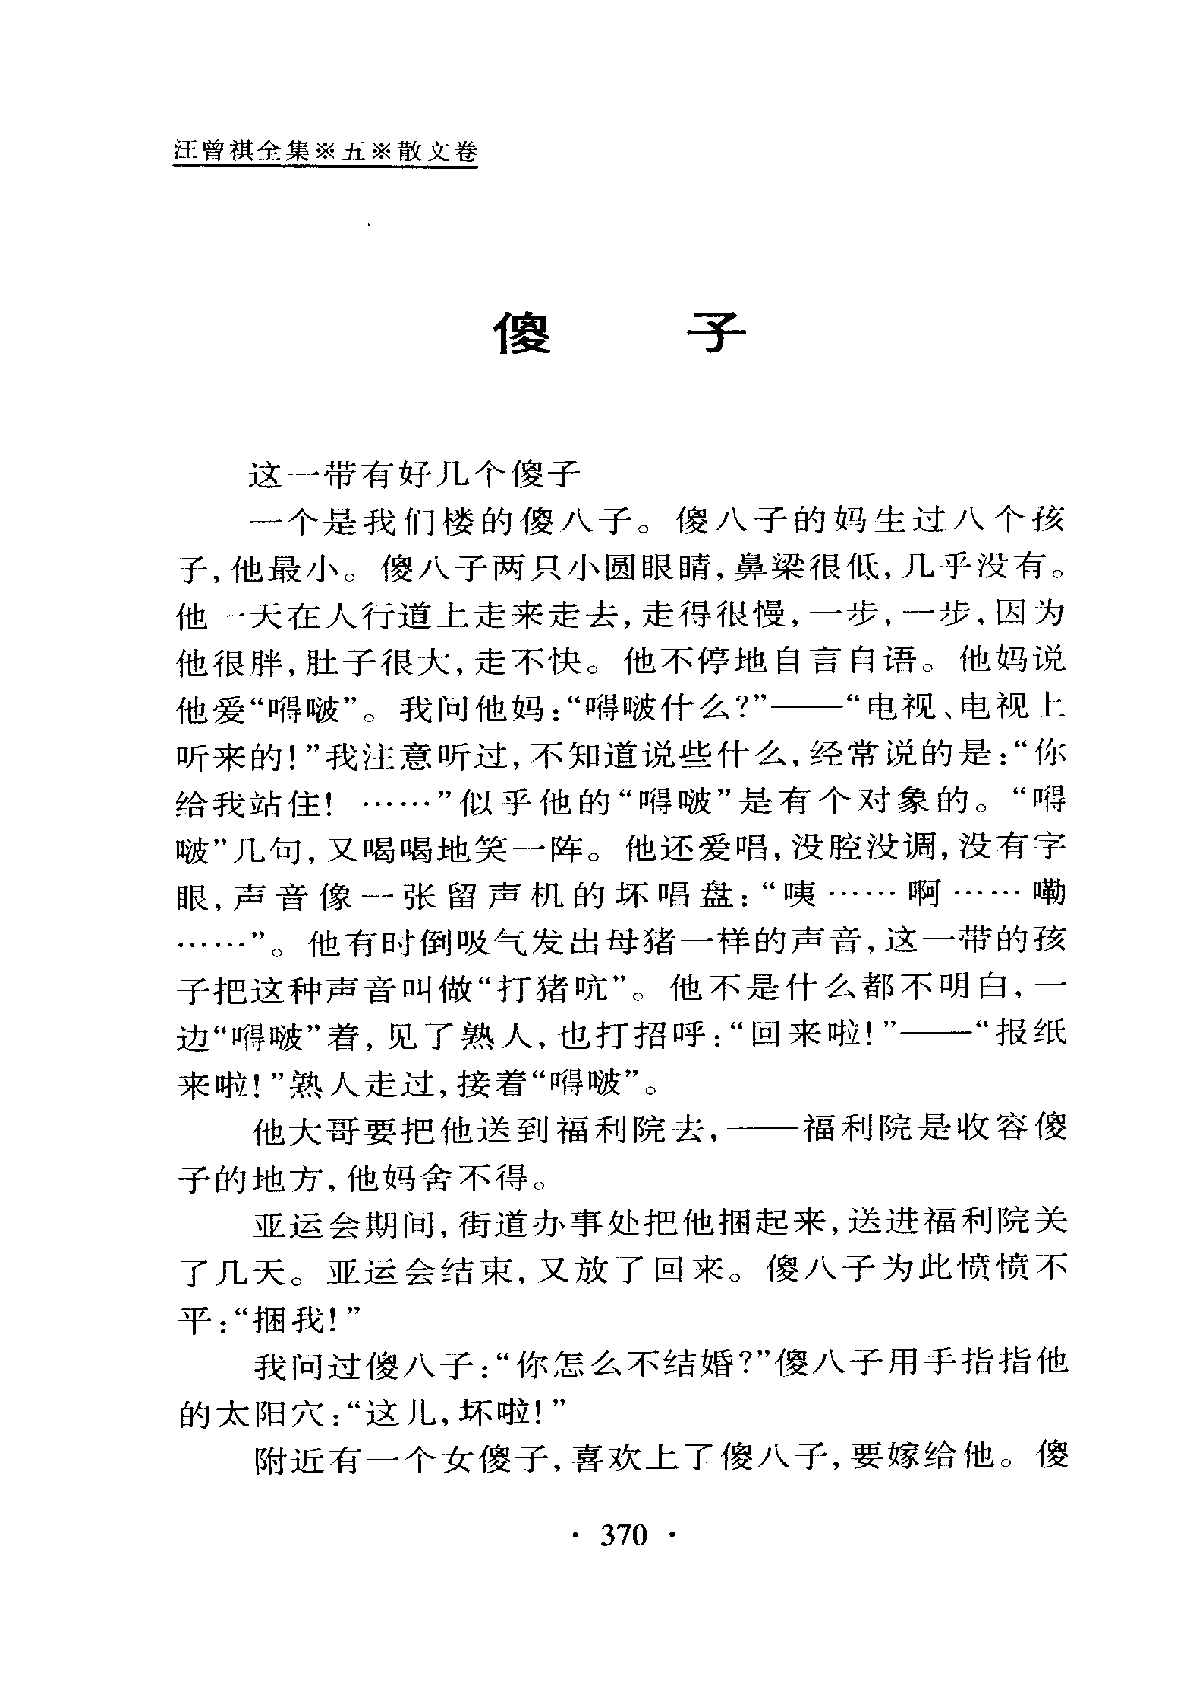 汪曾祺全集※五※散文卷
傻　子
这一带有好几个傻子
一个是我们楼的傻八子。傻八子的妈生过八个孩
子,他最小。傻八子两只小圆眼睛,鼻梁很低,几乎没有。
他一天在人行道上走来走去,走得很慢,一步,一步,因为
他很胖,肚子很大,走不快。他不停地自言自语。他妈说
他爱“嘚啵”。我问他妈:“嘚啵什么?”——“电视、电视上
听来的!”我注意听过,不知道说些什么,经常说的是:“你
给我站住! ……”似乎他的“嘚啵”是有个对象的。“嘚
啵”几句,又喝喝地笑一阵。他还爱唱,没腔没调,没有字
眼,声音像一张留声机的坏唱盘:“咦……啊……嘞
……”。他有时倒吸气发出母猪一样的声音,这一带的孩
子把这种声音叫做“打猪吭”。他不是什么都不明白,一
边“嘚啵”着,见了熟人,也打招呼:“回来啦!”——“报纸
来啦!”熟人走过,接着“嘚啵”。
他大哥要把他送到福利院去,——福利院是收容傻
子的地方,他妈舍不得。
亚运会期间,街道办事处把他捆起来,送进福利院关
了几天。亚运会结束,又放了回来。傻八子为此愤愤不
平:“捆我!”
我问过傻八子:“你怎么不结婚?”傻八子用手指指他
的太阳穴:“这儿,坏啦!”
附近有一个女傻子,喜欢上了傻八子,要嫁给他。傻
· 370 ·